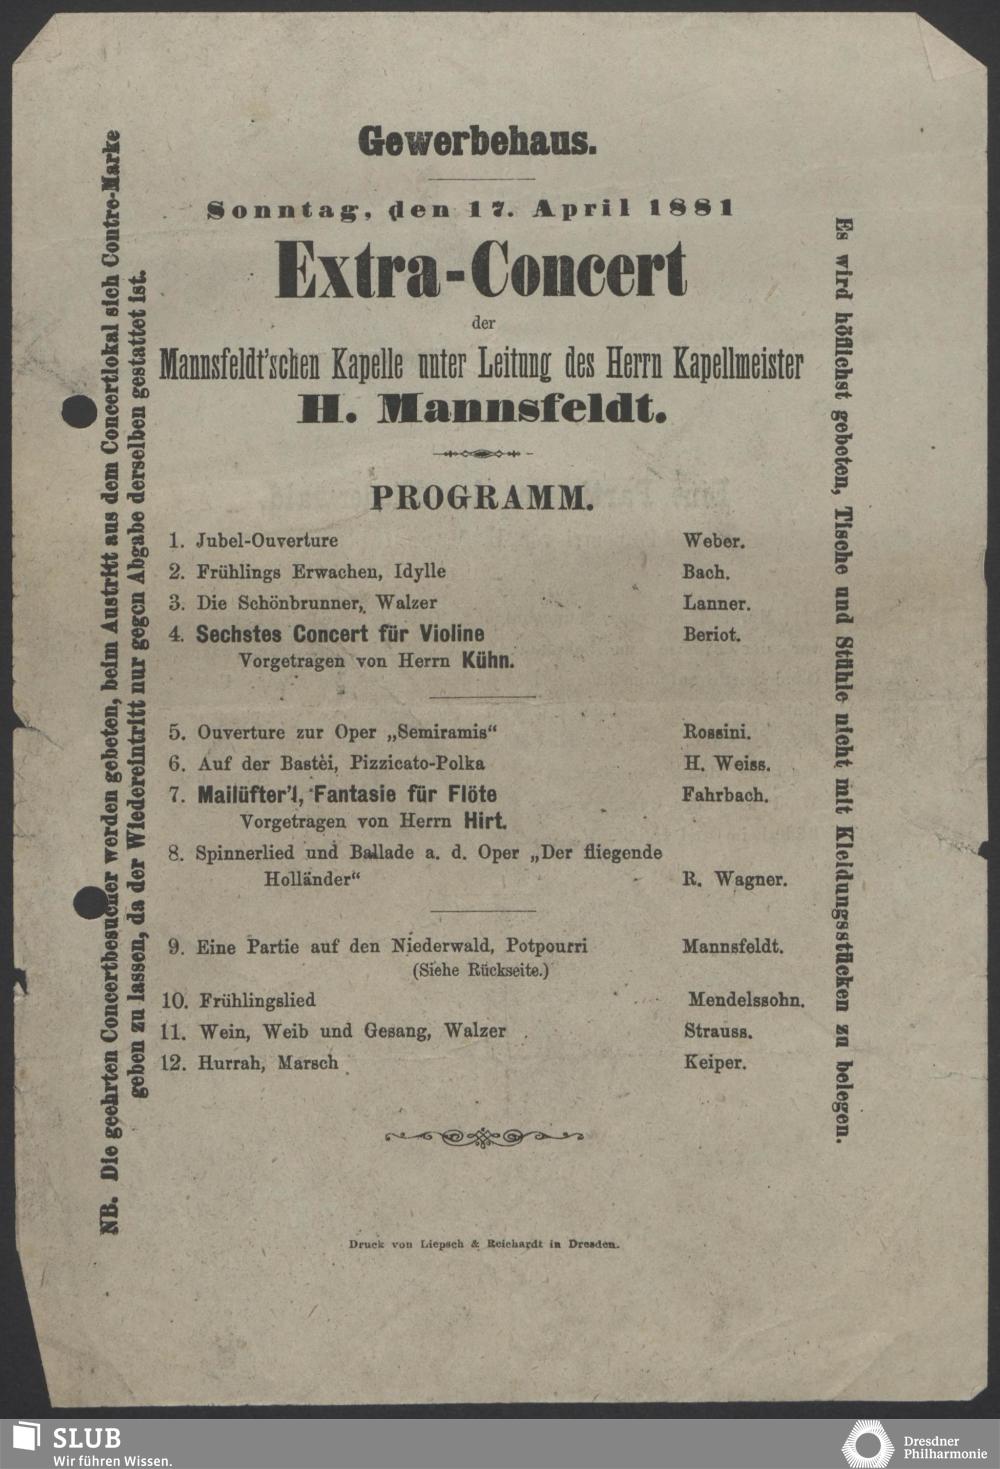 Gewerbehaus.
Sonntag, den 17. April 1881
Extra-Concert
der
Mannsfeldt'schen Kapelle unter Leitung des Herrn Kapellmeister
H. Mannsfeldt.
PROGRAMM.
1. Jubel-Ouverture Weber.
2. Frühlings Erwachen, Idylle Bach.
3. Die Schönbrunner, Walzer Lanner.
4. Sechstes Concert für Violine Beriot.
Vorgetragen von Herrn Kühn.
5. Ouverture zur Oper „Semiramis“ Rossini.
6. Auf der Bastei, Pizzicato-Polka H. Weiss.
7. Mailüfter'l, Fantasie für Flöte Fahrbach.
Vorgetragen von Herrn Hirt.
8. Spinnerlied und Ballade a. d. Oper „Der fliegende
Holländer“ R. Wagner.
9. Eine Partie auf den Niederwald, Potpourri Mannsfeldt.
(Siehe Rückseite.)
10. Frühlingslied Mendelssohn.
11. Wein, Weib und Gesang, Walzer Strauss.
12. Hurrah, Marsch Keiper.
Druck von Liepsch & Reichardt in Dresden.
NB. Die geehrten Concertbesucher werden gebeten, beim Austritt aus dem Concertlokal sich Contre-Marke
geben zu lassen, da der Wiedereintritt nur gegen Abgabe derselben gestattet ist.
Es wird höflichst gebeten, Tische und Stühle nicht mit Kleidungsstücken zu belegen.
SLUB
Wir führen Wissen.
Dresdner
Philharmonie